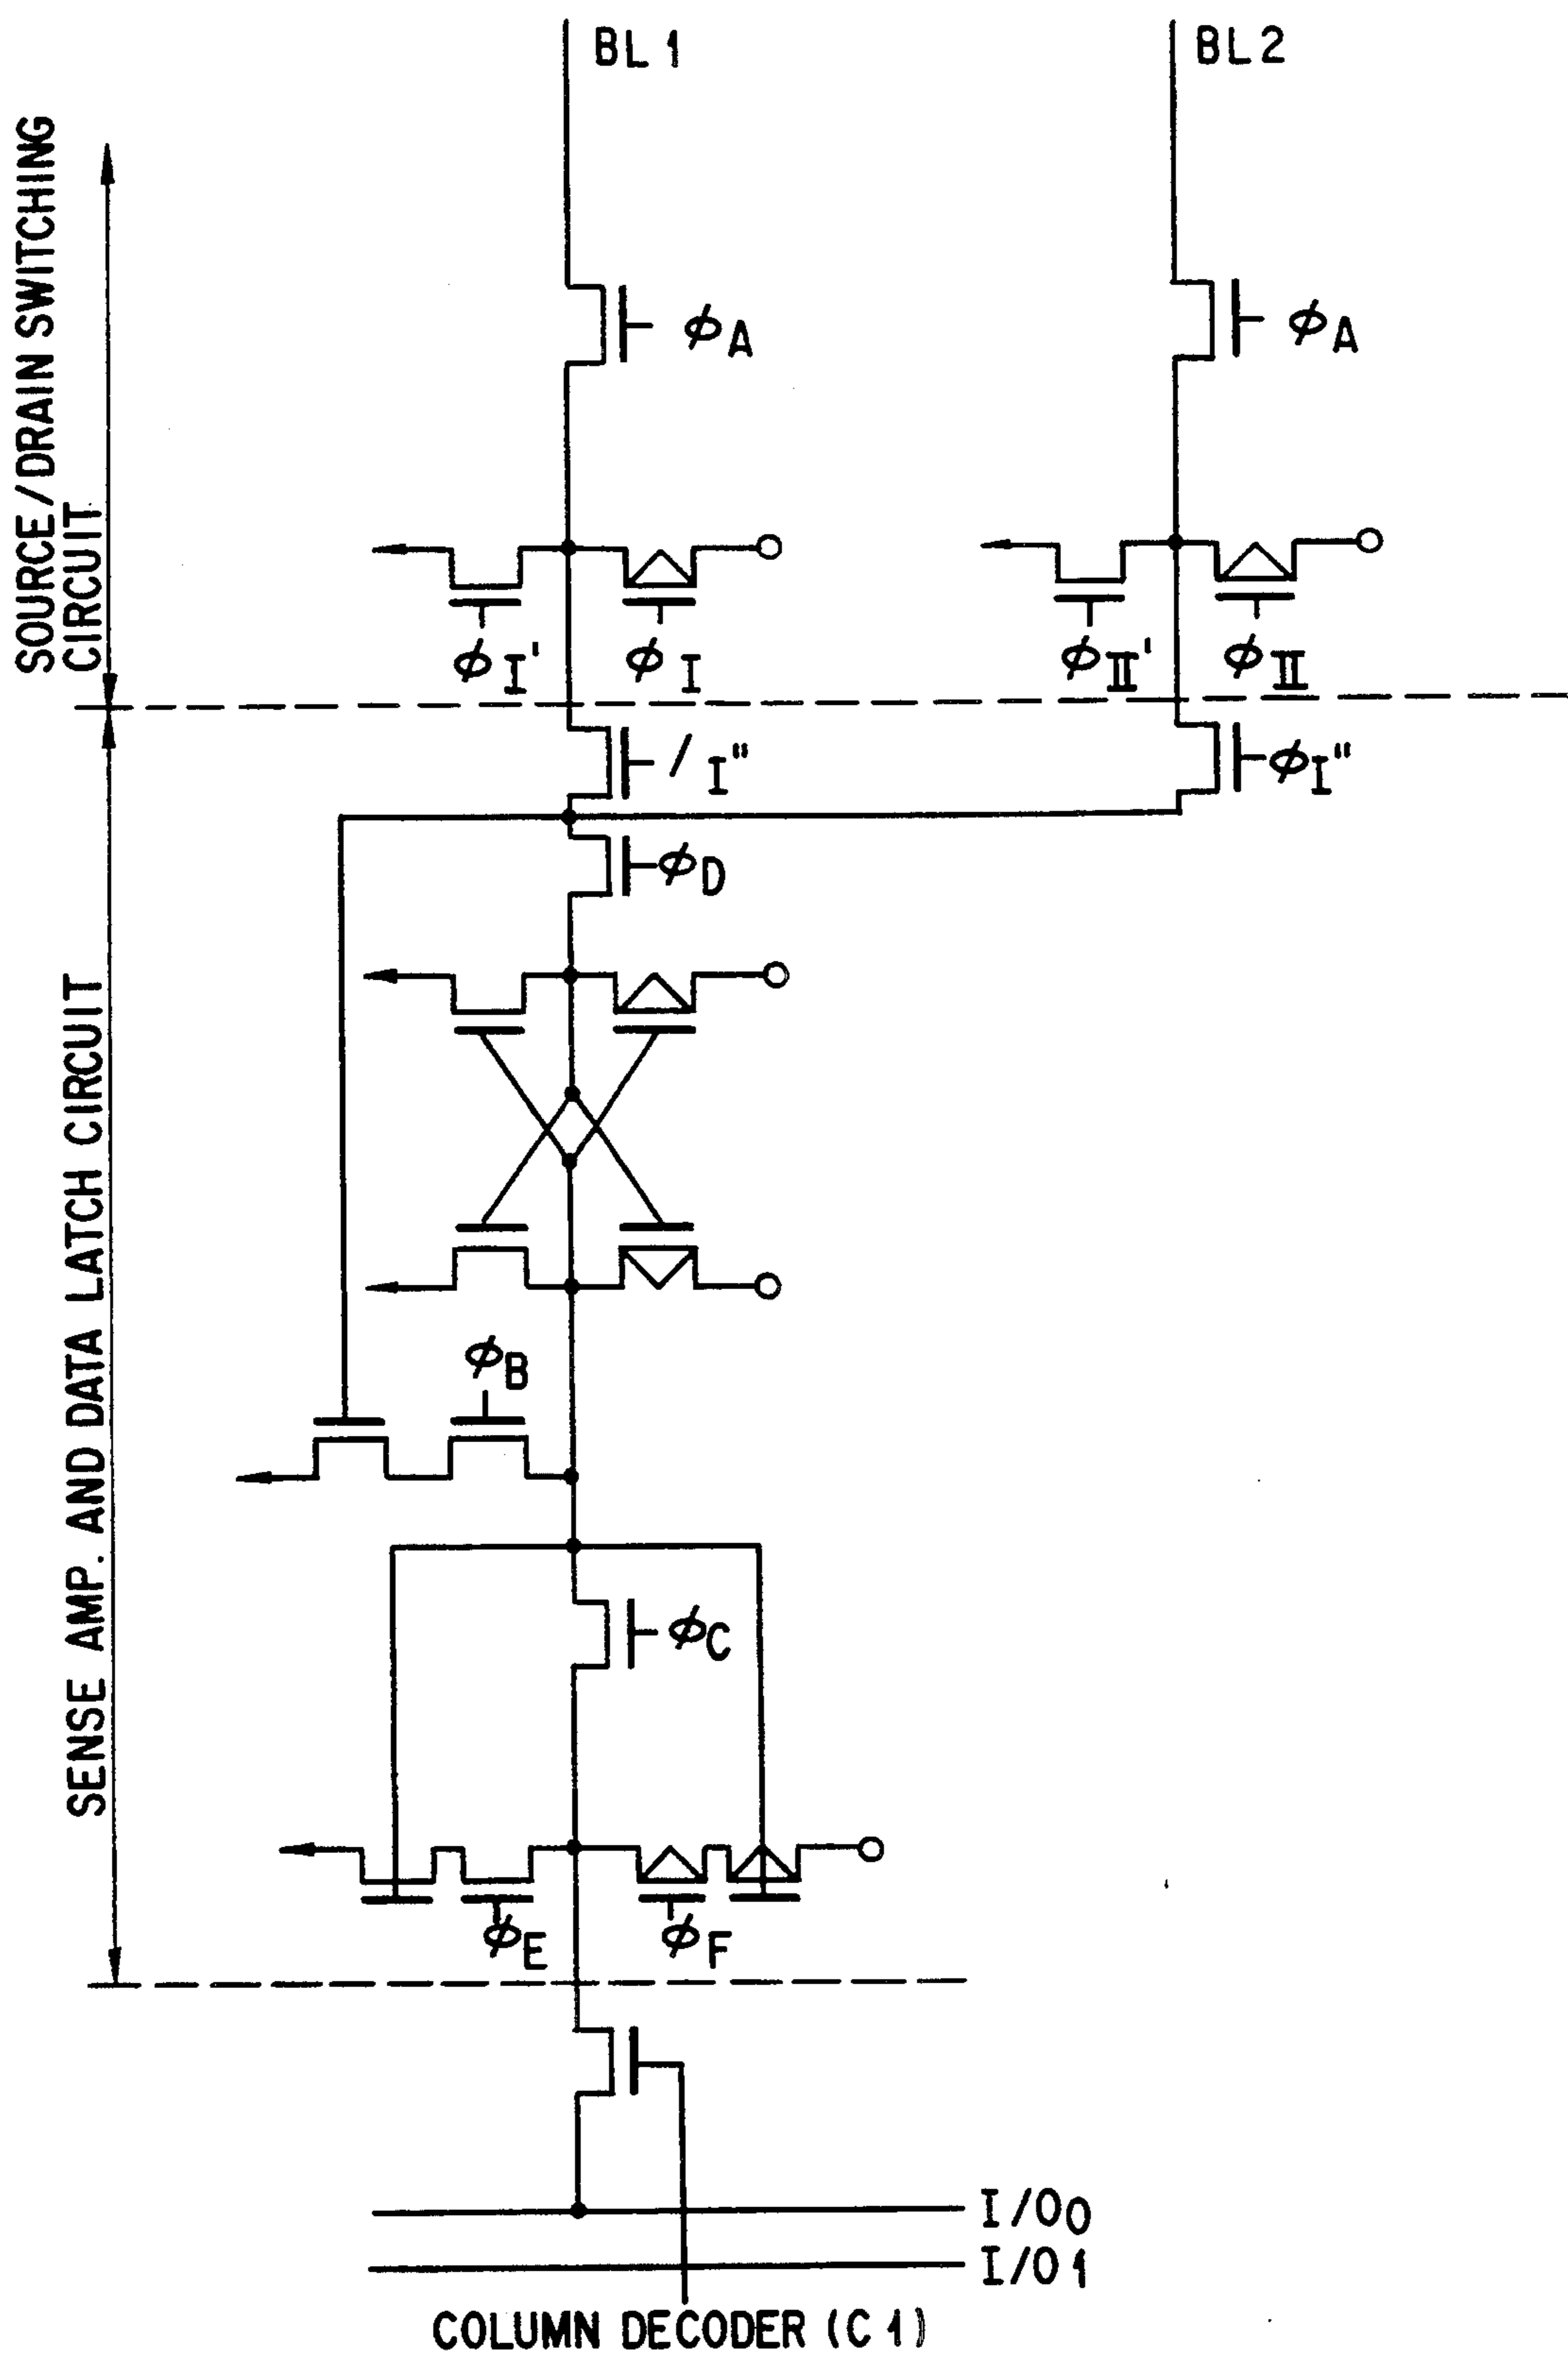 BL1
BL2
SOURCE/DRAIN SWITCHING
CIRCUIT
ϕA
ϕA
ϕI'
ϕI
ϕII'
ϕII
/I"
ϕI"
ϕD
SENSE AMP. AND DATA LATCH CIRCUIT
ϕB
ϕC
ϕE
ϕF
I/O0
I/O1
COLUMN DECODER (C1)